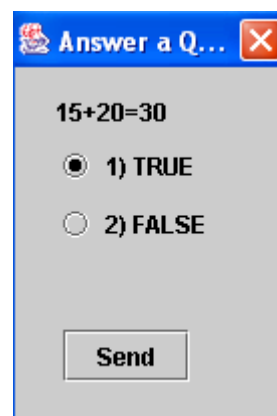 Answer a Q...
15+20=30
1) TRUE
2) FALSE
Send